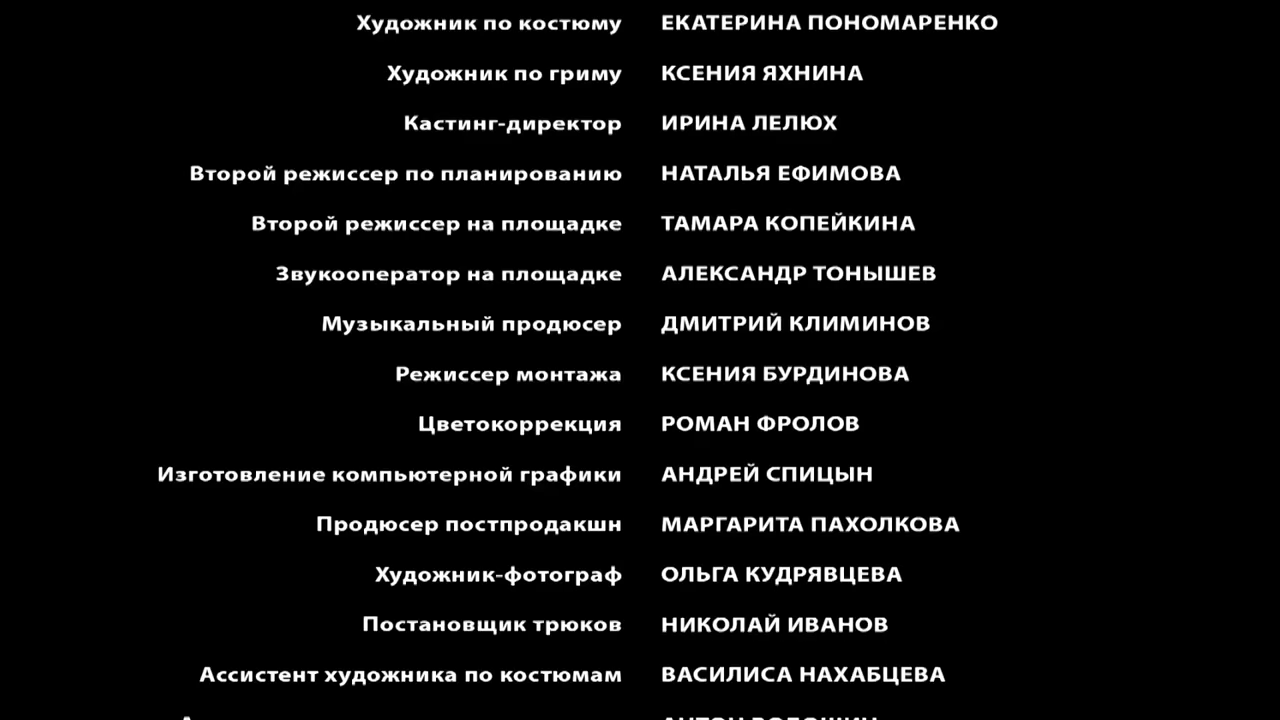 Художник по костюму ЕКАТЕРИНА ПОНОМАРЕНКО
Художник по гриму КСЕНИЯ ЯХНИНА
Кастинг-директор ИРИНА ЛЕЛЮХ
Второй режиссер по планированию НАТАЛЬЯ ЕФИМОВА
Второй режиссер на площадке ТАМАРА КОПЕЙКИНА
Звукооператор на площадке АЛЕКСАНДР ТОНЫШЕВ
Музыкальный продюсер ДМИТРИЙ КЛИМИНОВ
Режиссер монтажа КСЕНИЯ БУРДИНОВА
Цветокоррекция РОМАН ФРОЛОВ
Изготовление компьютерной графики АНДРЕЙ СПИЦЫН
Продюсер постпродакшн МАРГАРИТА ПАХОЛКОВА
Художник-фотограф ОЛЬГА КУДРЯВЦЕВА
Постановщик трюков НИКОЛАЙ ИВАНОВ
Ассистент художника по костюмам ВАСИЛИСА НАХАБЦЕВА